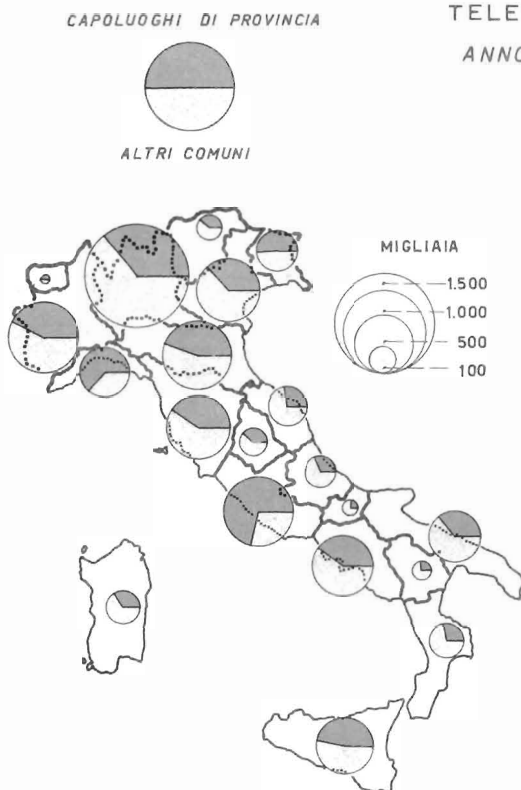 CAPOLUOGHI DI PROVINCIA
TELE
ANNO
ALTRI COMUNI
MIGLIAIA
1.500
1.000
500
100